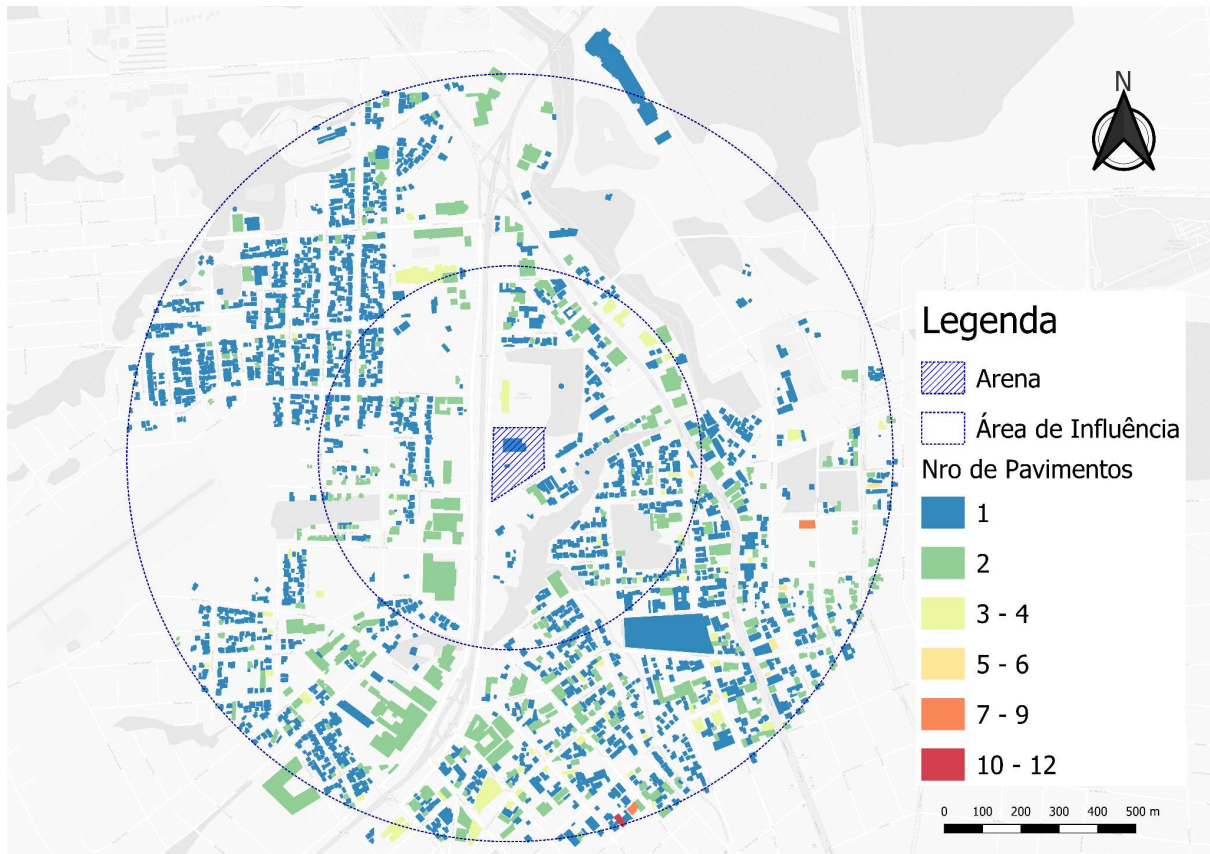 N
Legenda
Arena
Área de Influência
Nro de Pavimentos
1
2
3 - 4
5 - 6
7 - 9
10 - 12
0 100 200 300 400 500 m